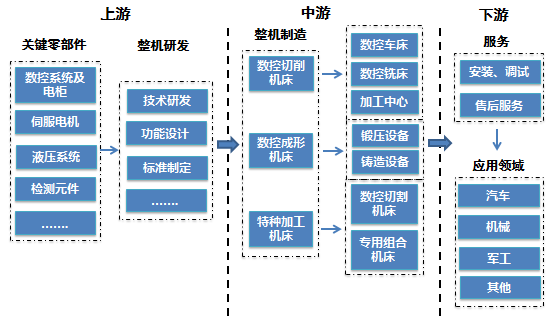 上游
关键零部件
数控系统及
电柜
伺服电机
液压系统
检测元件
.......
整机研发
技术研发
功能设计
标准制定
.......
中游
整机制造
数控切削
机床
数控成形
机床
特种加工
机床
数控车床
数控铣床
加工中心
锻压设备
铸造设备
数控切割
机床
专用组合
机床
下游
服务
安装、调试
售后服务
应用领域
汽车
机械
军工
其他